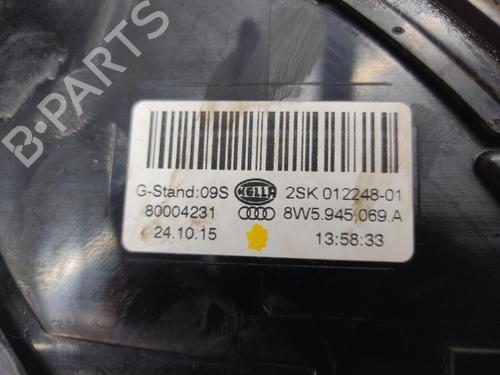 B-PARTS
G-Stand:09S HELLA 2SK 012248-01
80004231 8W5.945.069.A
24.10.15 13:58:33